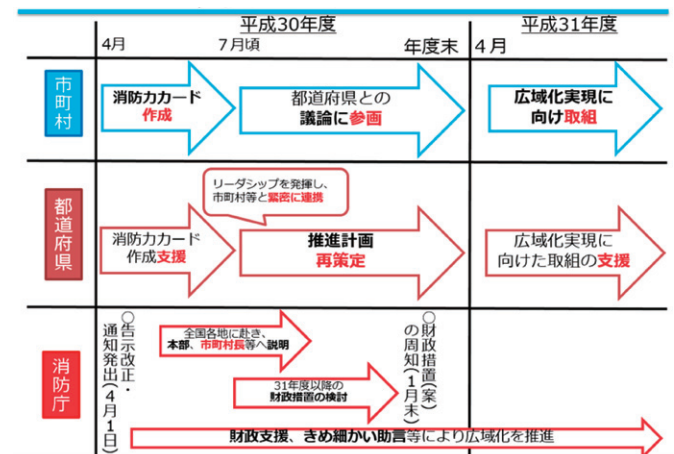 平成30年度
平成31年度
4月
7月頃
年度末
4月
市町村
消防力カード
作成
都道府県との
議論に参画
広域化実現に
向け取組
都道府県
リーダシップを発揮し、
市町村等と緊密に連携
消防力カード
作成支援
推進計画
再策定
広域化実現に
向けた取組の支援
消防庁
○告示改正・
通知発出(4月1日)
全国各地に赴き、
本部、市町村長等へ説明
31年度以降の
財政措置の検討
○財政措置(案)
の周知(1月末)
財政支援、きめ細かい助言等により広域化を推進